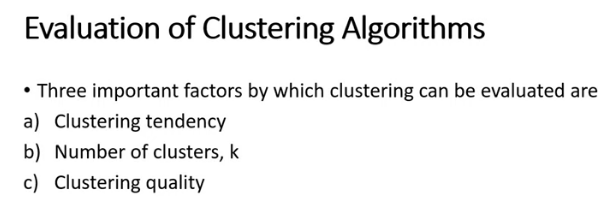 Evaluation of Clustering Algorithms
• Three important factors by which clustering can be evaluated are
a) Clustering tendency
b) Number of clusters, k
c) Clustering quality